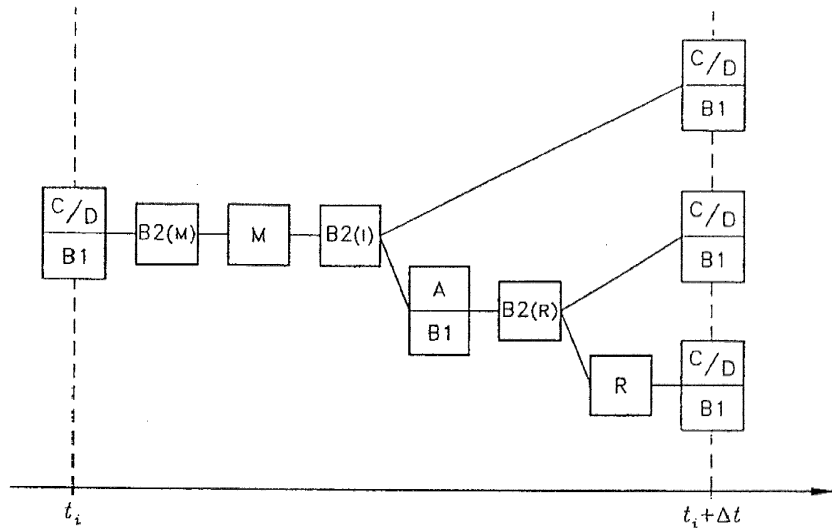 C/D
B1
C/D
B1
B2(M)
M
B2(I)
C/D
B1
A
B1
B2(R)
R
C/D
B1
t_i
t_i+Δt